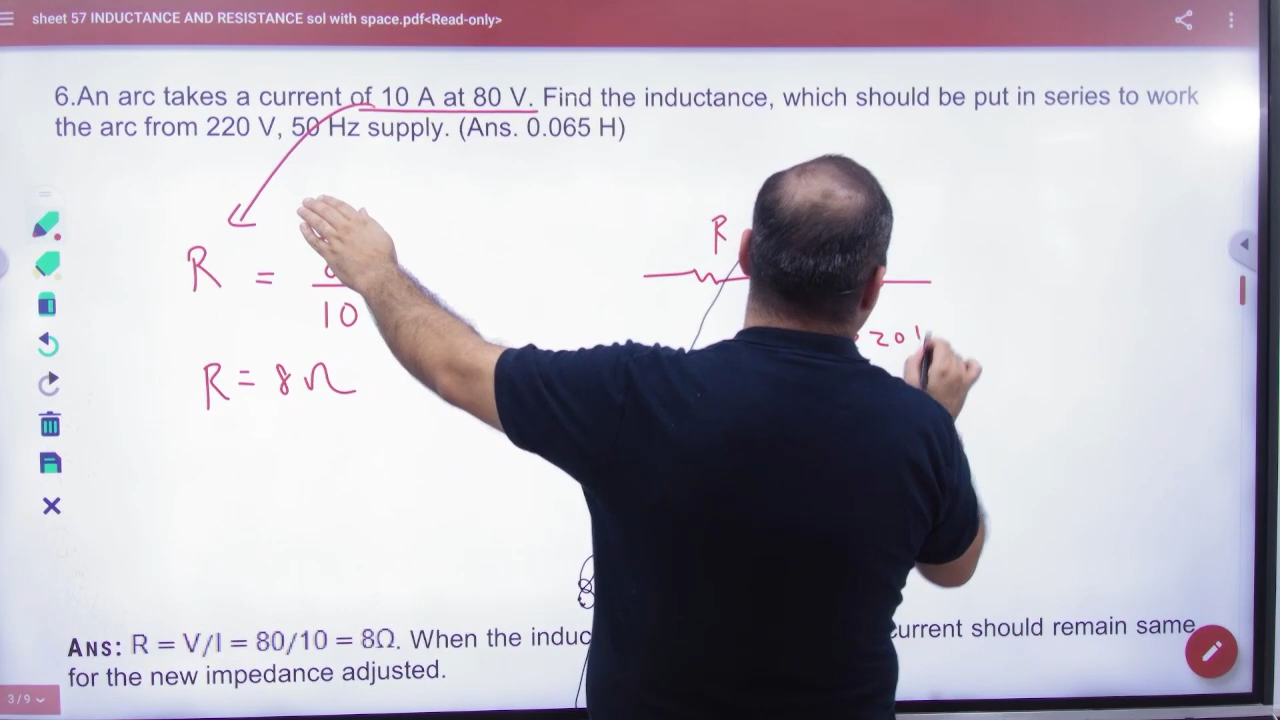 sheet 57 INDUCTANCE AND RESISTANCE sol with space.pdf<Read-only>
6.An arc takes a current of 10 A at 80 V. Find the inductance, which should be put in series to work
the arc from 220 V, 50 Hz supply. (Ans. 0.065 H)
R
R =
10
R = 8Ω
20
ANS: R = V/I = 80/10 = 8Ω. When the
current should remain same
for the new impedance adjusted.
3/9